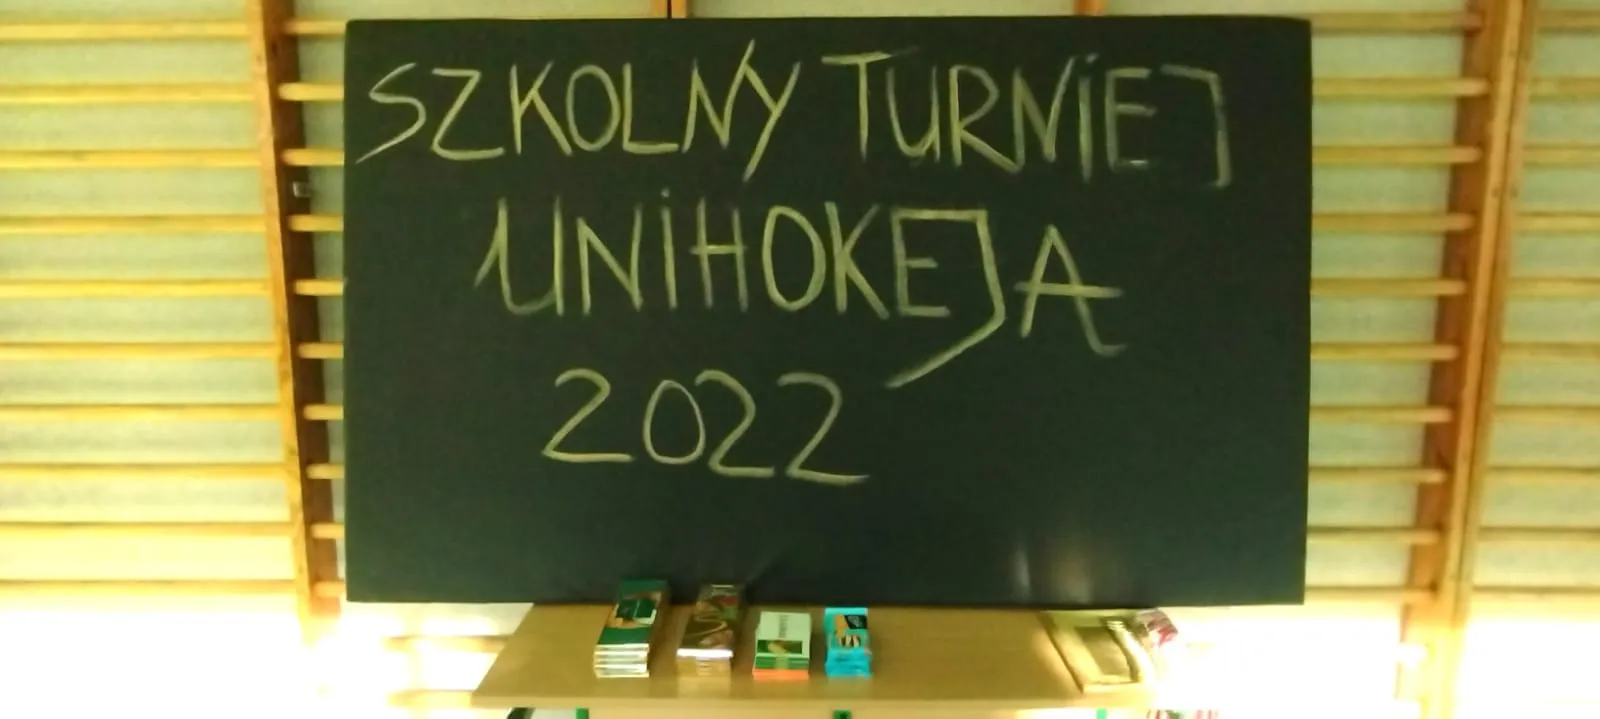 SZKOLNY TURNIEJ
UNIHOKEJA
2022